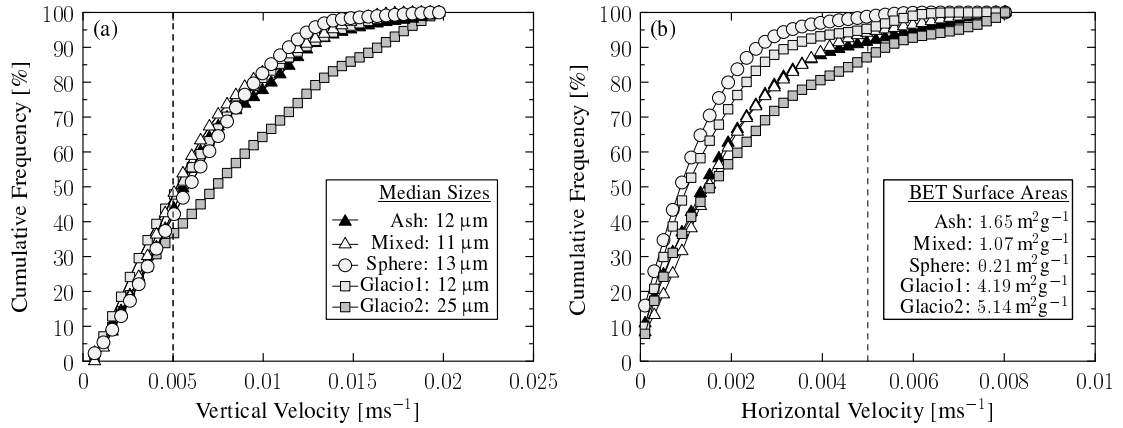 (a)
100
90
80
70
60
50
40
30
20
10
0
Cumulative Frequency [%]
0 0.005 0.01 0.015 0.02 0.025
Vertical Velocity [ms⁻¹]
Median Sizes
Ash: 12 μm
Mixed: 11 μm
Sphere: 13 μm
Glacio1: 12 μm
Glacio2: 25 μm
(b)
100
90
80
70
60
50
40
30
20
10
0
Cumulative Frequency [%]
0 0.002 0.004 0.006 0.008 0.01
Horizontal Velocity [ms⁻¹]
BET Surface Areas
Ash: 1.65 m²g⁻¹
Mixed: 1.07 m²g⁻¹
Sphere: 0.21 m²g⁻¹
Glacio1: 4.19 m²g⁻¹
Glacio2: 5.14 m²g⁻¹